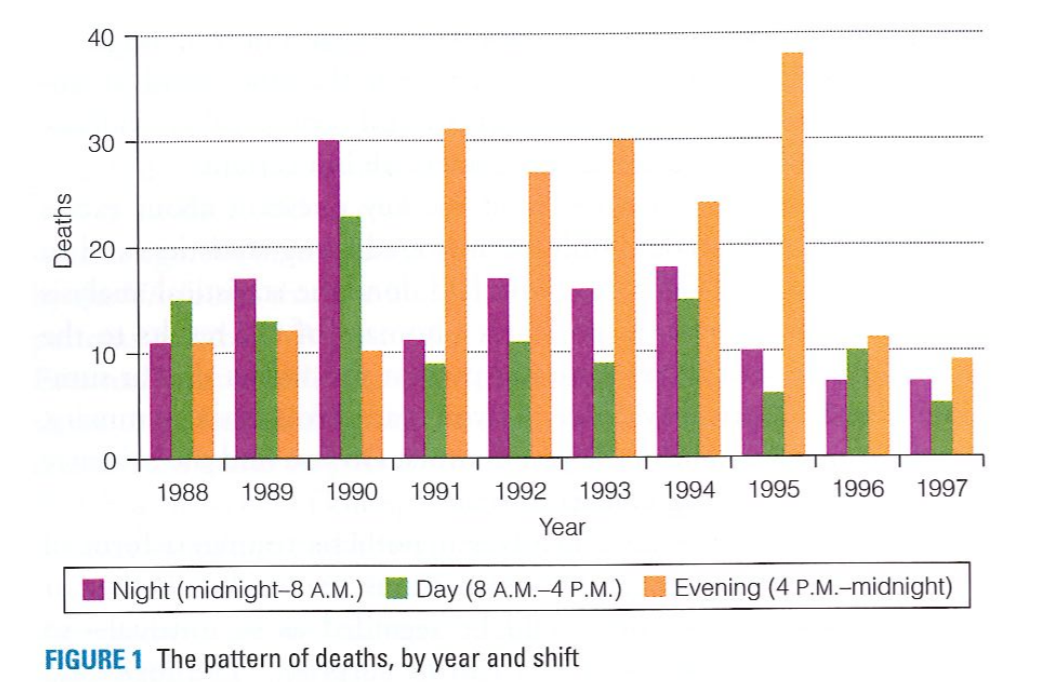 40
30
20
10
0
Deaths
1988 1989 1990 1991 1992 1993 1994 1995 1996 1997
Year
Night (midnight–8 A.M.) Day (8 A.M.–4 P.M.) Evening (4 P.M.–midnight)
FIGURE 1 The pattern of deaths, by year and shift